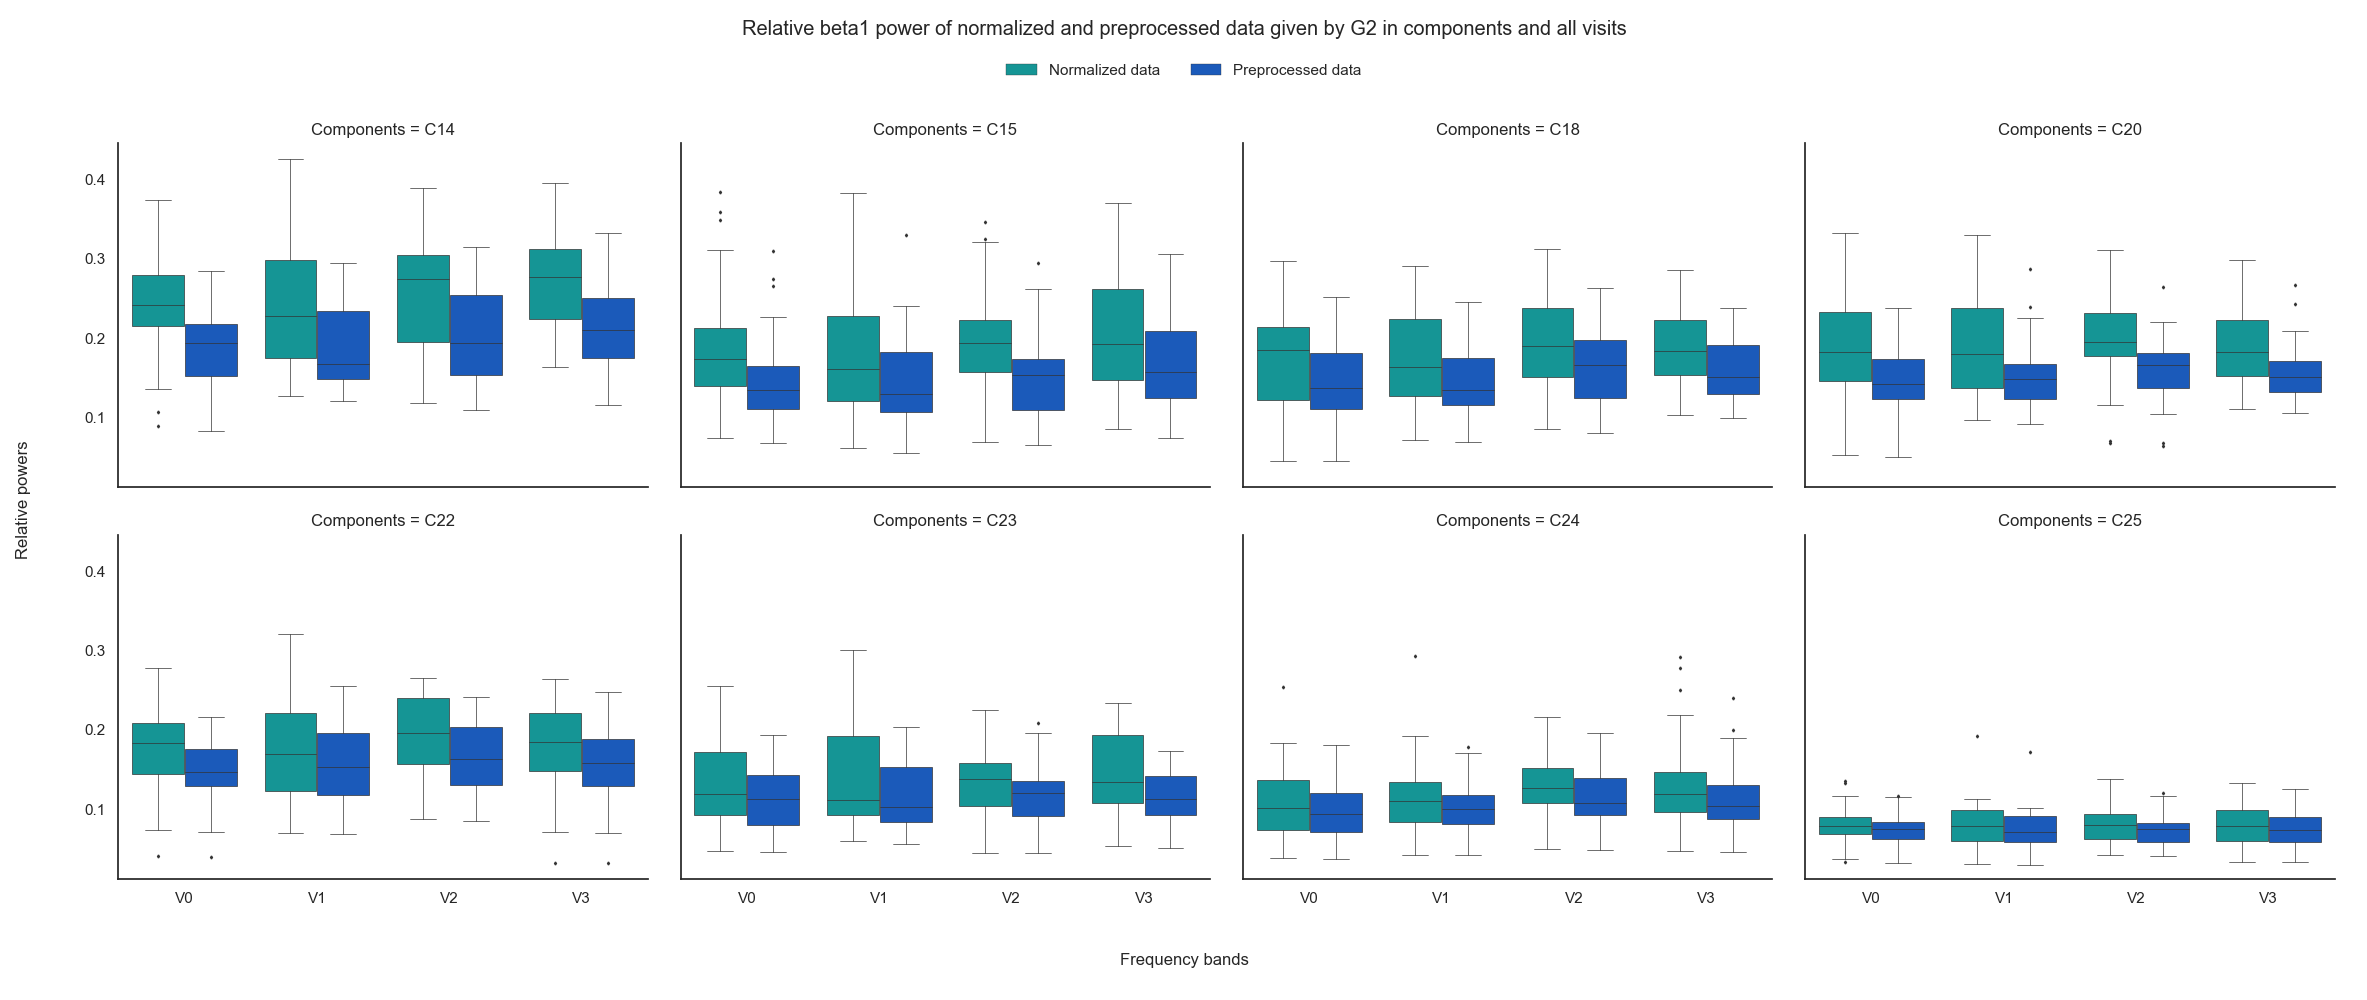 Relative beta1 power of normalized and preprocessed data given by G2 in components and all visits
Normalized data Preprocessed data
Components = C14 Components = C15 Components = C18 Components = C20
0.4
0.3
0.2
0.1
Relative powers
Components = C22 Components = C23 Components = C24 Components = C25
0.4
0.3
0.2
0.1
V0 V1 V2 V3 V0 V1 V2 V3 V0 V1 V2 V3 V0 V1 V2 V3
Frequency bands